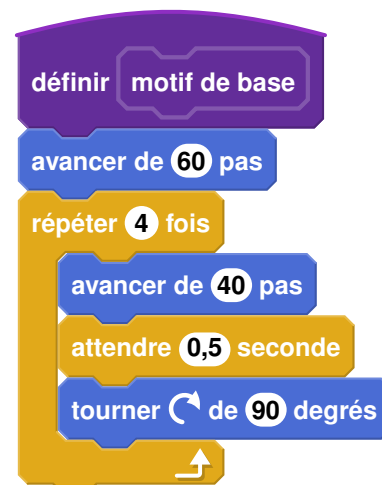 définir motif de base
avancer de 60 pas
répéter 4 fois
avancer de 40 pas
attendre 0,5 seconde
tourner de 90 degrés